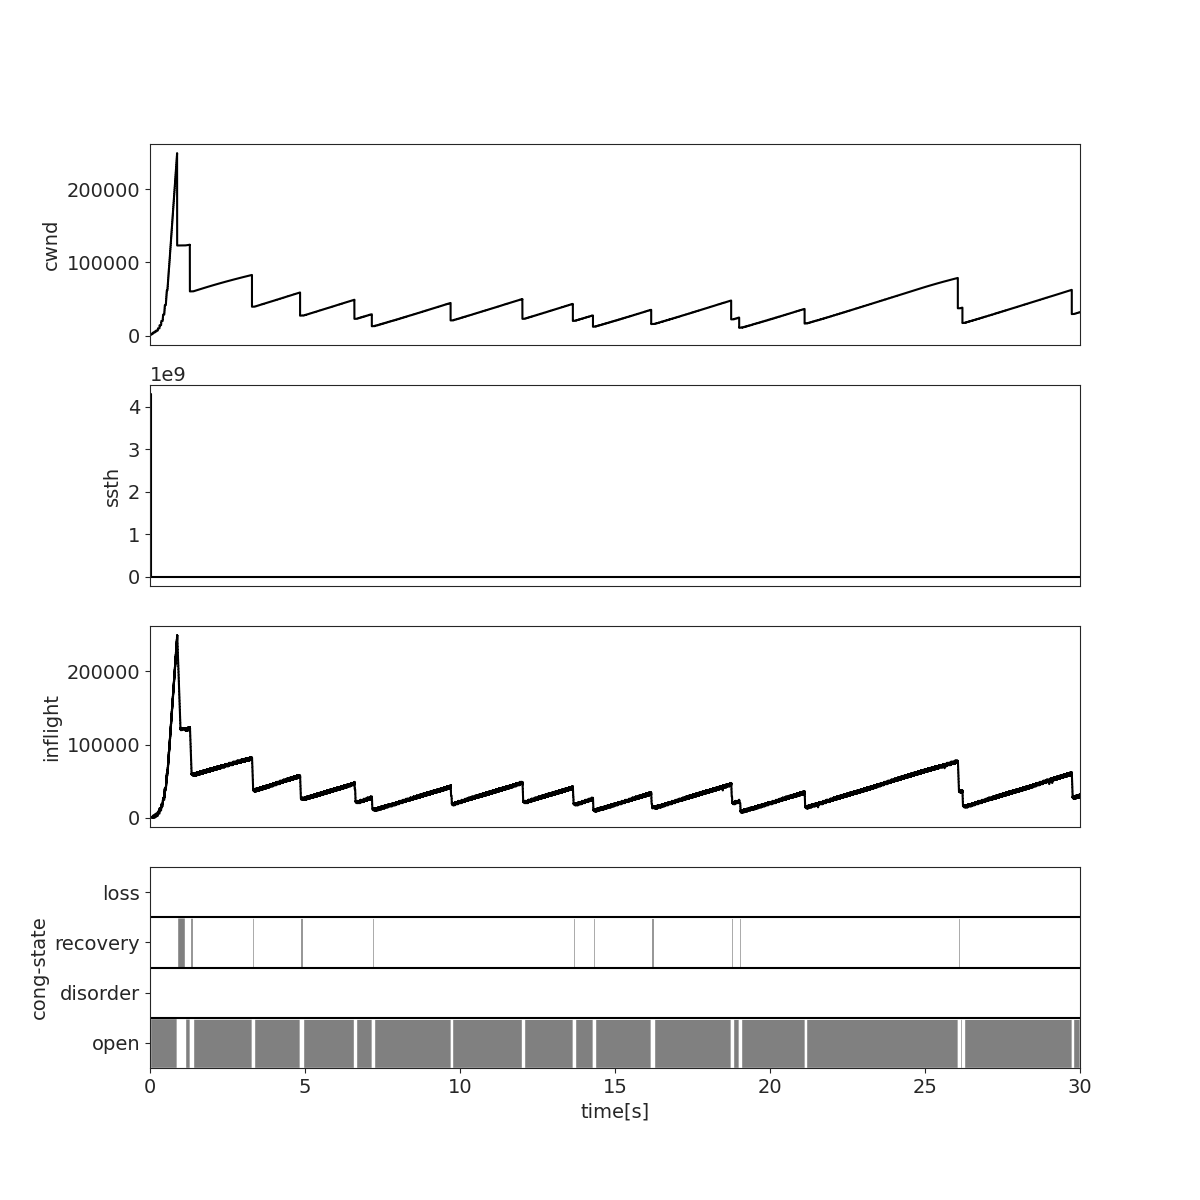 200000
100000
0
cwnd
1e9
4
3
2
1
0
ssth
200000
100000
0
inflight
loss
recovery
disorder
open
cong-state
0 5 10 15 20 25 30
time[s]